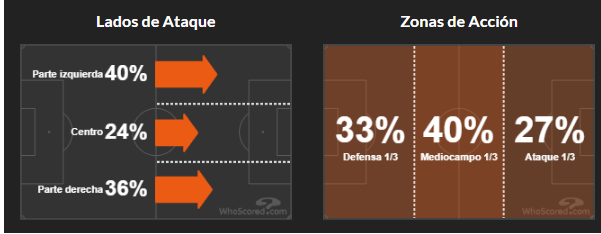 Lados de Ataque
Zonas de Acción
Parte izquierda 40%
Centro 24%
Parte derecha 36%
33% 40% 27%
Defensa 1/3 Mediocampo 1/3 Ataque 1/3
WhoScored.com
WhoScored.com